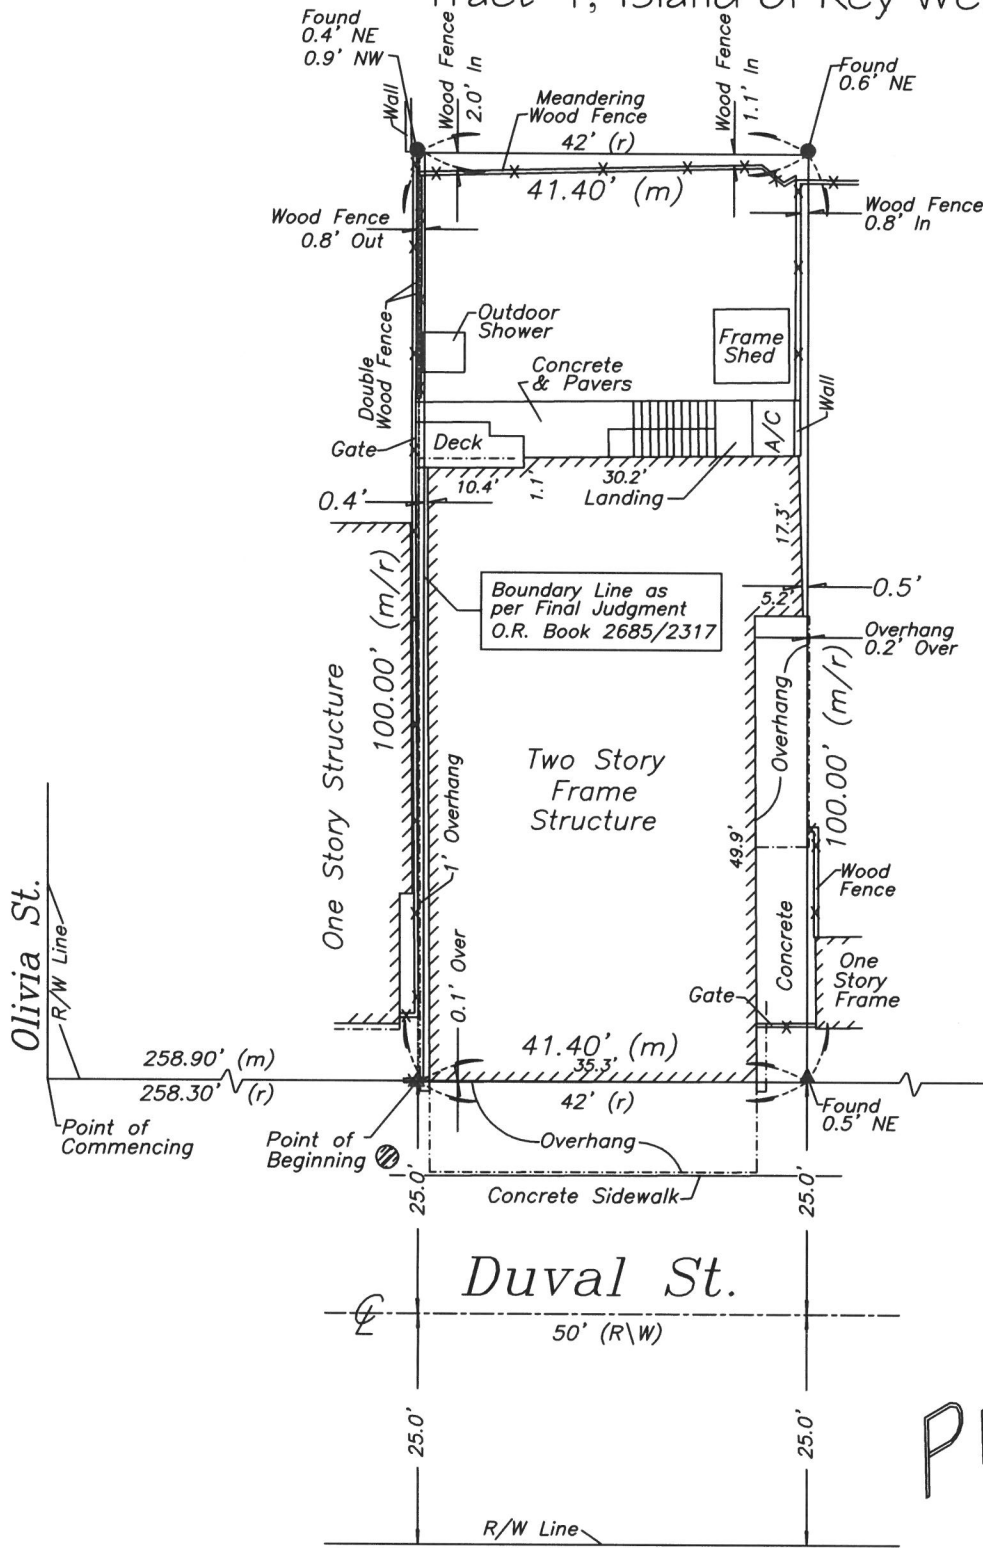 Tract 4, Island of Key We
Found
0.4' NE
0.9' NW
Wall
Wood Fence
2.0' In
Meandering
Wood Fence
42' (r)
41.40' (m)
Wood Fence
1.1' In
Found
0.6' NE
Wood Fence
0.8' Out
Wood Fence
0.8' In
Double
Wood Fence
Outdoor
Shower
Frame
Shed
Concrete
& Pavers
Wall
Gate
Deck
A/C
10.4'
1.1'
30.2'
Landing
17.3'
0.4'
Boundary Line as
per Final Judgment
O.R. Book 2685/2317
5.2'
0.5'
Overhang
0.2' Over
100.00' (m/r)
One Story Structure
Two Story
Frame
Structure
Overhang
100.00' (m/r)
1' Overhang
49.9'
Wood
Fence
Concrete
One
Story
Frame
Olivia St.
R/W Line
0.1' Over
Gate
258.90' (m)
258.30' (r)
41.40' (m)
35.3'
42' (r)
Found
0.5' NE
Point of
Commencing
Point of
Beginning
Overhang
25.0'
25.0'
Concrete Sidewalk
Duval St.
CL
50' (R\W)
25.0'
25.0'
P
R/W Line